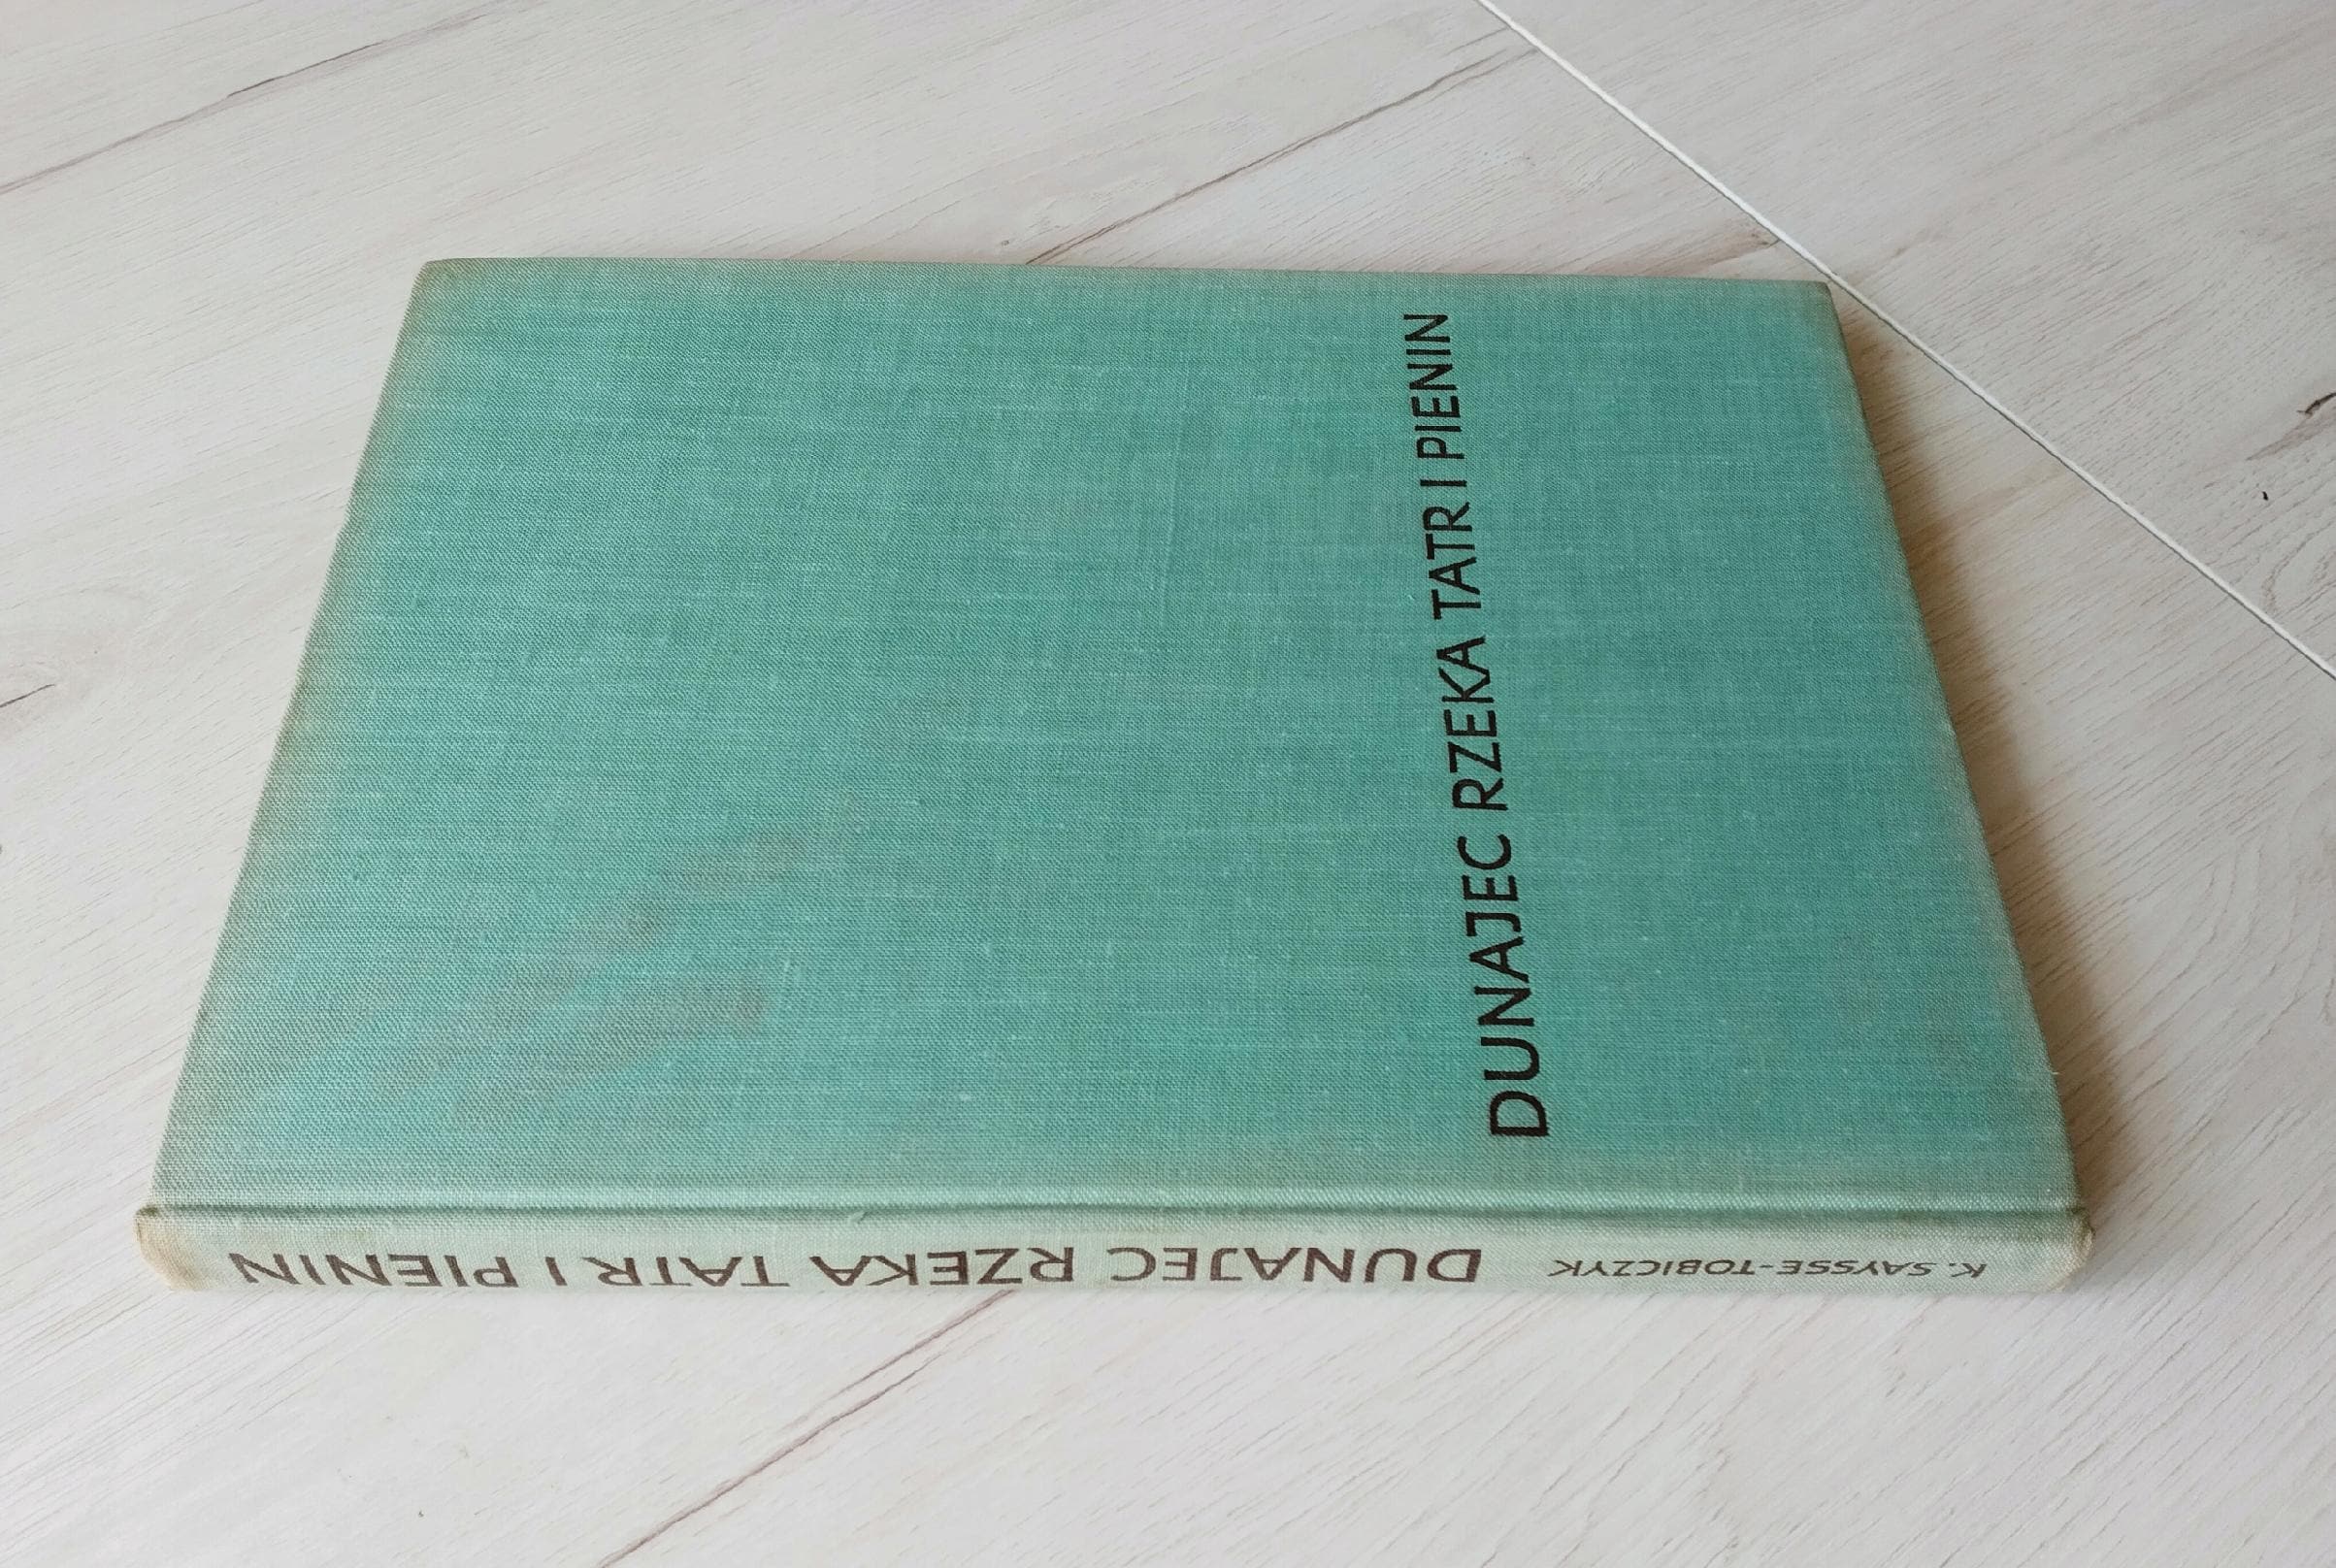 DUNAJEC RZEKA TATR I PIENIN
K. SAYSSE-TOBICZYK DUNAJEC RZEKA TATR I PIENIN